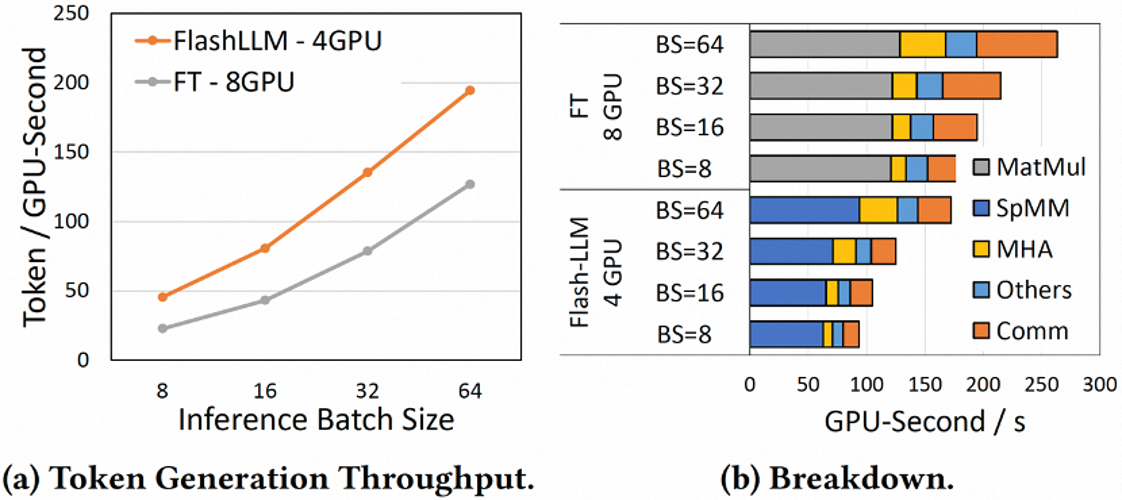 250
200
150
100
50
0
Token / GPU-Second
FlashLLM - 4GPU
FT - 8GPU
8 16 32 64
Inference Batch Size
(a) Token Generation Throughput.
FT
8 GPU
BS=64
BS=32
BS=16
BS=8
Flash-LLM
4 GPU
BS=64
BS=32
BS=16
BS=8
MatMul
SpMM
MHA
Others
Comm
0 50 100 150 200 250 300
GPU-Second / s
(b) Breakdown.